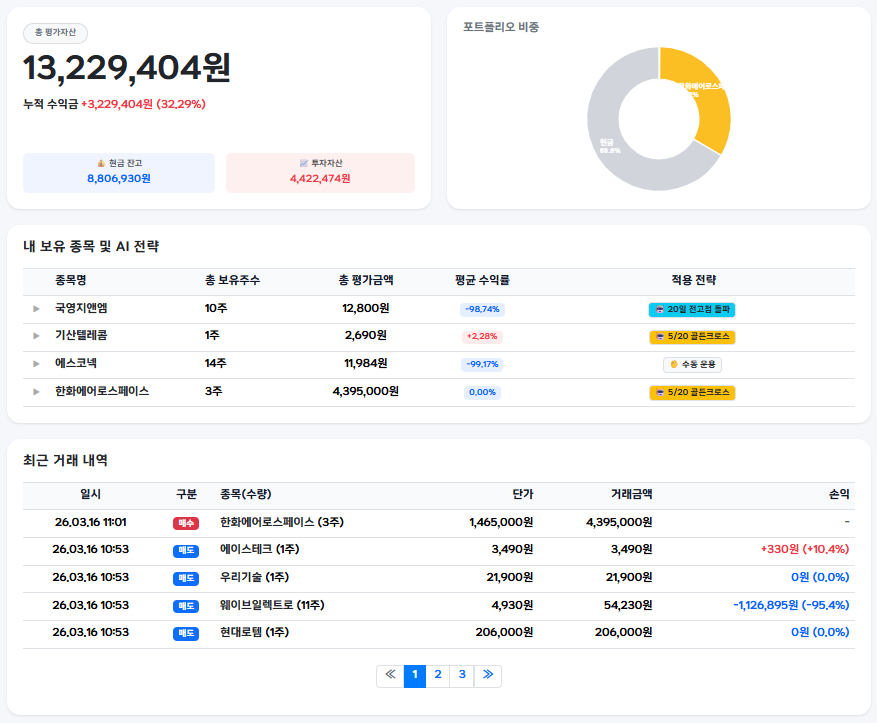 총 평가자산
13,229,404원
누적 수익금 +3,229,404원 (32.29%)
현금 잔고
8,806,930원
투자자산
4,422,474원
포트폴리오 비중
현금
66.6%
내 보유 종목 및 AI 전략
종목명 총 보유주수 총 평가금액 평균 수익률 적용 전략
▶ 국영지앤엠 10주 12,800원 -98.74% 20일 전고점 돌파
▶ 기산텔레콤 1주 2,690원 +2.28% 5/20 골든크로스
▶ 에스코넥 14주 11,984원 -99.17% 수동 운용
▶ 한화에어로스페이스 3주 4,395,000원 0.00% 5/20 골든크로스
최근 거래 내역
일시 구분 종목(수량) 단가 거래금액 손익
26.03.16 11:01 매수 한화에어로스페이스 (3주) 1,465,000원 4,395,000원 -
26.03.16 10:53 매도 에이스테크 (1주) 3,490원 3,490원 +330원 (+10.4%)
26.03.16 10:53 매도 우리기술 (1주) 21,900원 21,900원 0원 (0.0%)
26.03.16 10:53 매도 웨이브일렉트로 (11주) 4,930원 54,230원 -1,126,895원 (-95.4%)
26.03.16 10:53 매도 현대로템 (1주) 206,000원 206,000원 0원 (0.0%)
≪ 1 2 3 ≫